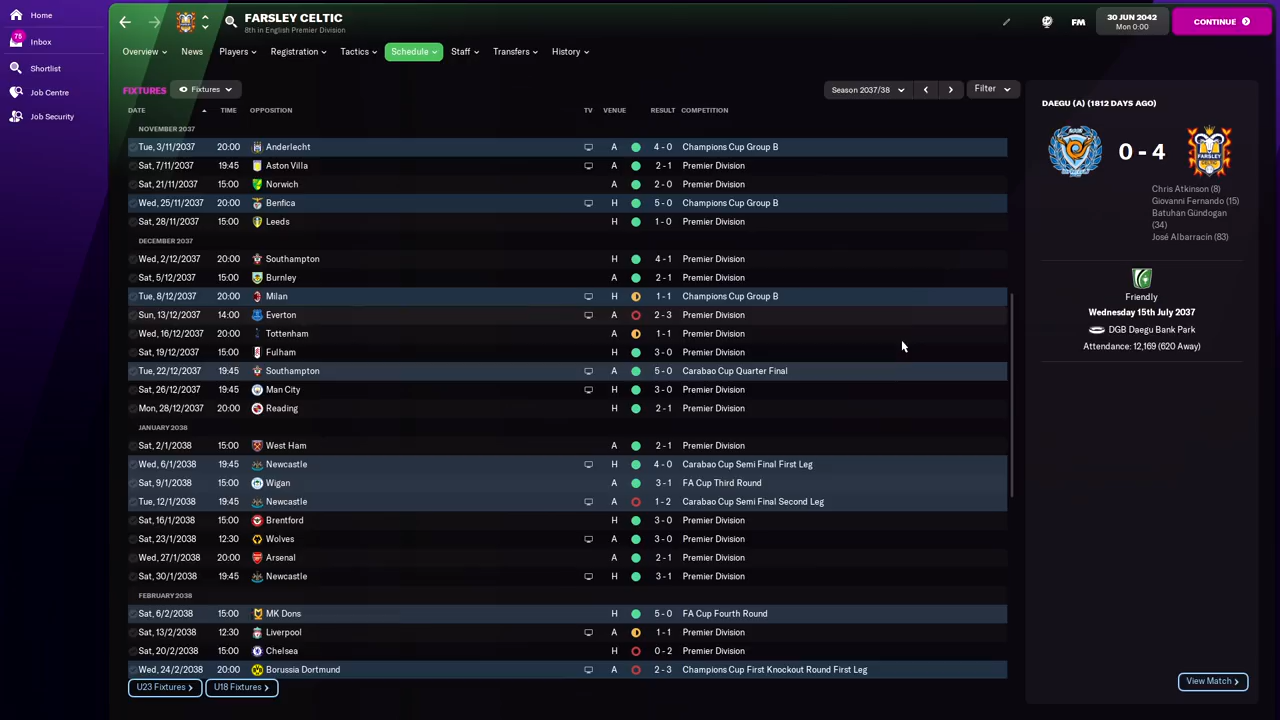 Home
75
Inbox
Shortlist
Job Centre
Job Security
FARSLEY CELTIC
8th in English Premier Division
FM
30 JUN 2042
Mon 0:00
CONTINUE
Overview
News
Players
Registration
Tactics
Schedule
Staff
Transfers
History
FIXTURES
Fixtures
Season 2037/38
Filter
DATE TIME OPPOSITION TV VENUE RESULT COMPETITION
NOVEMBER 2037
Tue, 3/11/2037 20:00 Anderlecht A 4 - 0 Champions Cup Group B
Sat, 7/11/2037 19:45 Aston Villa A 2 - 1 Premier Division
Sat, 21/11/2037 15:00 Norwich A 2 - 0 Premier Division
Wed, 25/11/2037 20:00 Benfica H 5 - 0 Champions Cup Group B
Sat, 28/11/2037 15:00 Leeds H 1 - 0 Premier Division
DECEMBER 2037
Wed, 2/12/2037 20:00 Southampton H 4 - 1 Premier Division
Sat, 5/12/2037 15:00 Burnley A 2 - 1 Premier Division
Tue, 8/12/2037 20:00 Milan H 1 - 1 Champions Cup Group B
Sun, 13/12/2037 14:00 Everton A 2 - 3 Premier Division
Wed, 16/12/2037 20:00 Tottenham A 1 - 1 Premier Division
Sat, 19/12/2037 15:00 Fulham H 3 - 0 Premier Division
Tue, 22/12/2037 19:45 Southampton A 5 - 0 Carabao Cup Quarter Final
Sat, 26/12/2037 19:45 Man City H 3 - 0 Premier Division
Mon, 28/12/2037 20:00 Reading H 2 - 1 Premier Division
JANUARY 2038
Sat, 2/1/2038 15:00 West Ham A 2 - 1 Premier Division
Wed, 6/1/2038 19:45 Newcastle H 4 - 0 Carabao Cup Semi Final First Leg
Sat, 9/1/2038 15:00 Wigan A 3 - 1 FA Cup Third Round
Tue, 12/1/2038 19:45 Newcastle A 1 - 2 Carabao Cup Semi Final Second Leg
Sat, 16/1/2038 15:00 Brentford H 3 - 0 Premier Division
Sat, 23/1/2038 12:30 Wolves A 3 - 0 Premier Division
Wed, 27/1/2038 20:00 Arsenal A 2 - 1 Premier Division
Sat, 30/1/2038 19:45 Newcastle H 3 - 1 Premier Division
FEBRUARY 2038
Sat, 6/2/2038 15:00 MK Dons H 5 - 0 FA Cup Fourth Round
Sat, 13/2/2038 12:30 Liverpool A 1 - 1 Premier Division
Sat, 20/2/2038 15:00 Chelsea H 0 - 2 Premier Division
Wed, 24/2/2038 20:00 Borussia Dortmund A 2 - 3 Champions Cup First Knockout Round First Leg
U23 Fixtures
U18 Fixtures
DAEGU (A) (1812 DAYS AGO)
0 - 4
FARSLEY
Chris Atkinson (8)
Giovanni Fernando (15)
Batuhan Gündogan
(34)
José Albarracín (83)
Friendly
Wednesday 15th July 2037
DGB Daegu Bank Park
Attendance: 12,169 (620 Away)
View Match